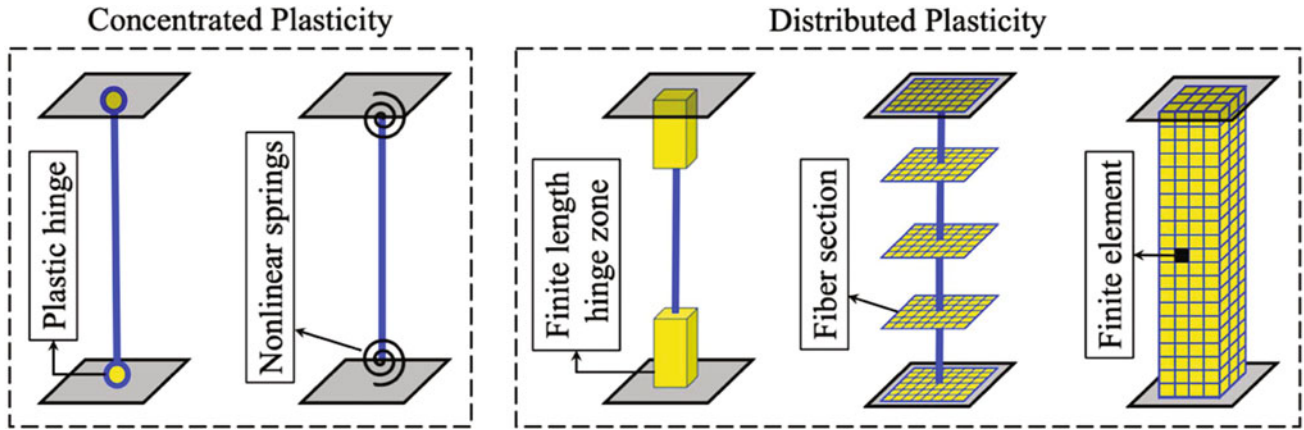 Concentrated Plasticity
Distributed Plasticity
Plastic hinge
Nonlinear springs
Finite length
hinge zone
Fiber section
Finite element